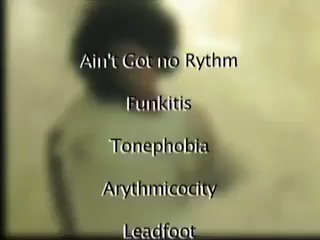 Ain't Got no Rythm
Funkitis
Tonephobia
Arythmicocity
Leadfoot